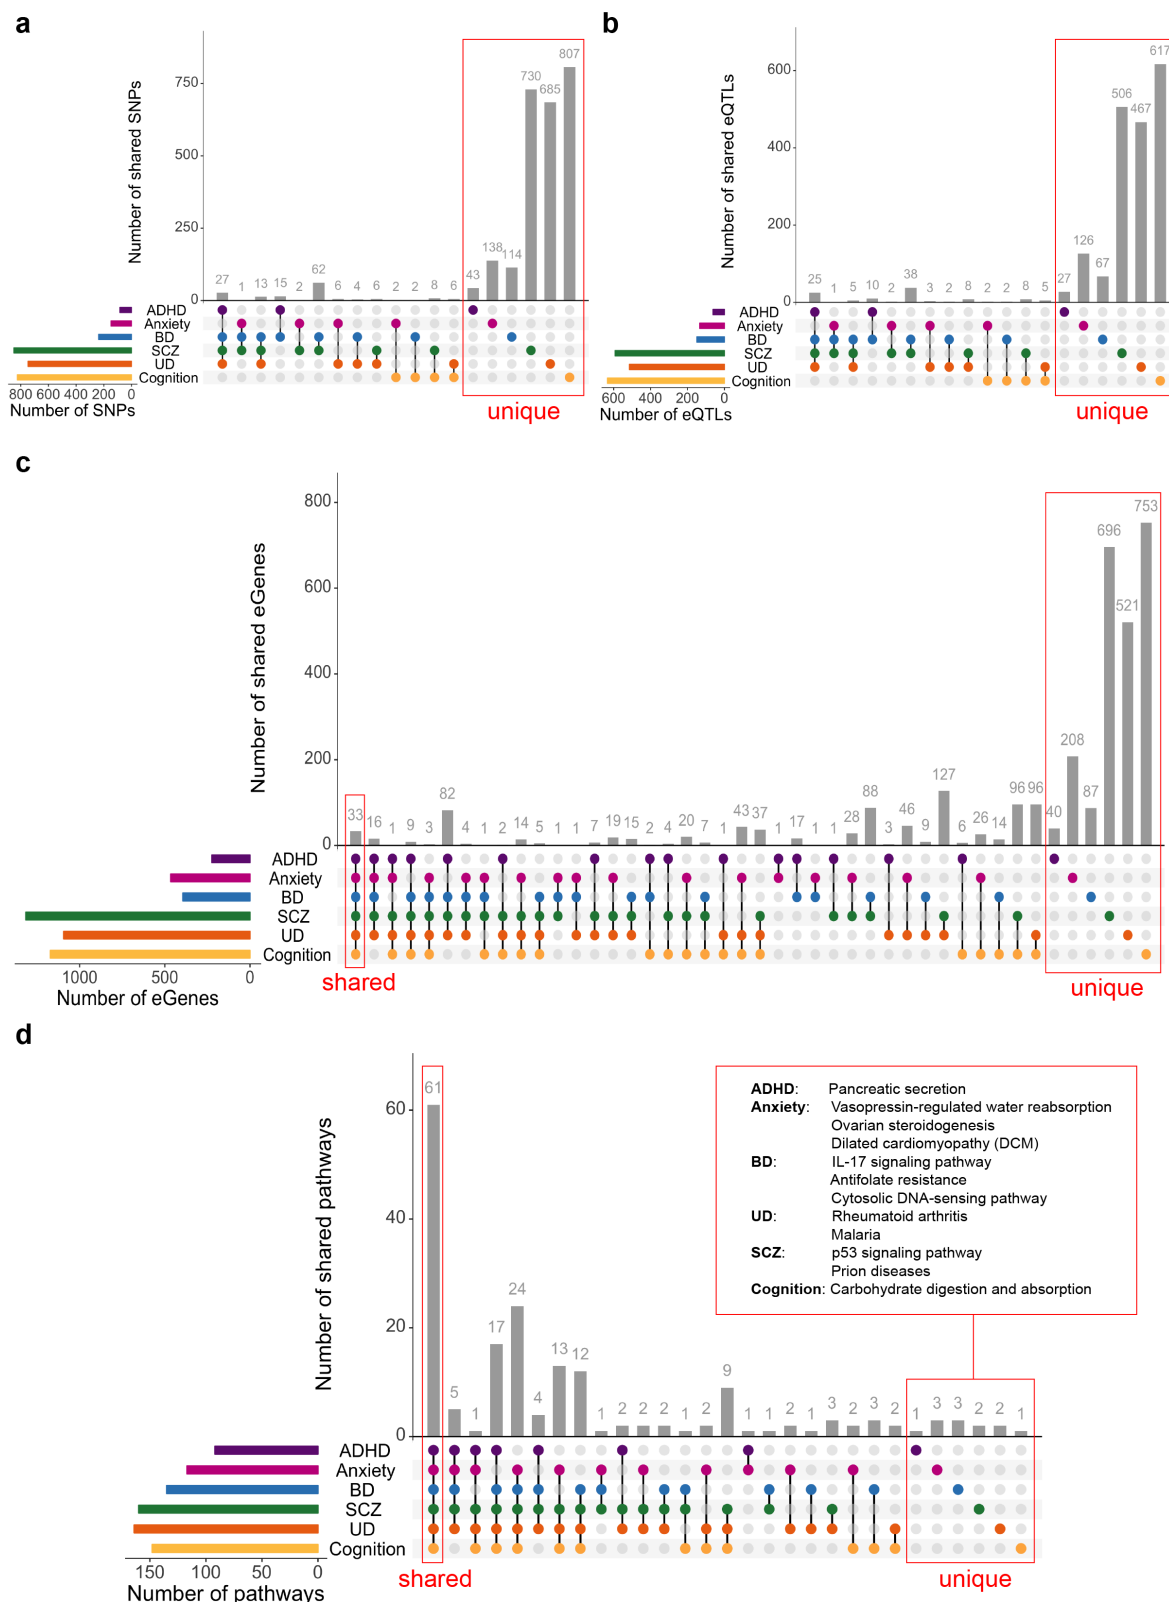 a
Number of shared SNPs
750
500
250
0
27 1 13 15 2 62 6 4 6 2 2 8 6 43 138 114 730 685 807
ADHD
Anxiety
BD
SCZ
UD
Cognition
800 600 400 200 0
Number of SNPs
unique
b
Number of shared eQTLs
600
400
200
0
25 1 5 10 2 38 3 2 8 2 2 8 5 27 126 67 506 467 617
ADHD
Anxiety
BD
SCZ
UD
Cognition
600 400 200 0
Number of eQTLs
unique
c
Number of shared eGenes
800
600
400
200
0
33 16 1 9 3 82 4 1 2 14 5 1 1 7 19 15 2 4 20 7 1 43 37 1 17 1 1 28 88 3 46 9 127 6 26 14 96 96 40 208 87 696 521 753
ADHD
Anxiety
BD
SCZ
UD
Cognition
1000 500 0
Number of eGenes
shared
unique
d
Number of shared pathways
60
40
20
0
61 5 1 17 24 4 13 12 1 2 2 2 1 2 9 1 1 2 1 3 2 3 2 1 3 3 2 2 1
ADHD: Pancreatic secretion
Anxiety: Vasopressin-regulated water reabsorption
Ovarian steroidogenesis
Dilated cardiomyopathy (DCM)
BD: IL-17 signaling pathway
Antifolate resistance
Cytosolic DNA-sensing pathway
UD: Rheumatoid arthritis
Malaria
SCZ: p53 signaling pathway
Prion diseases
Cognition: Carbohydrate digestion and absorption
ADHD
Anxiety
BD
SCZ
UD
Cognition
150 100 50 0
Number of pathways
shared
unique